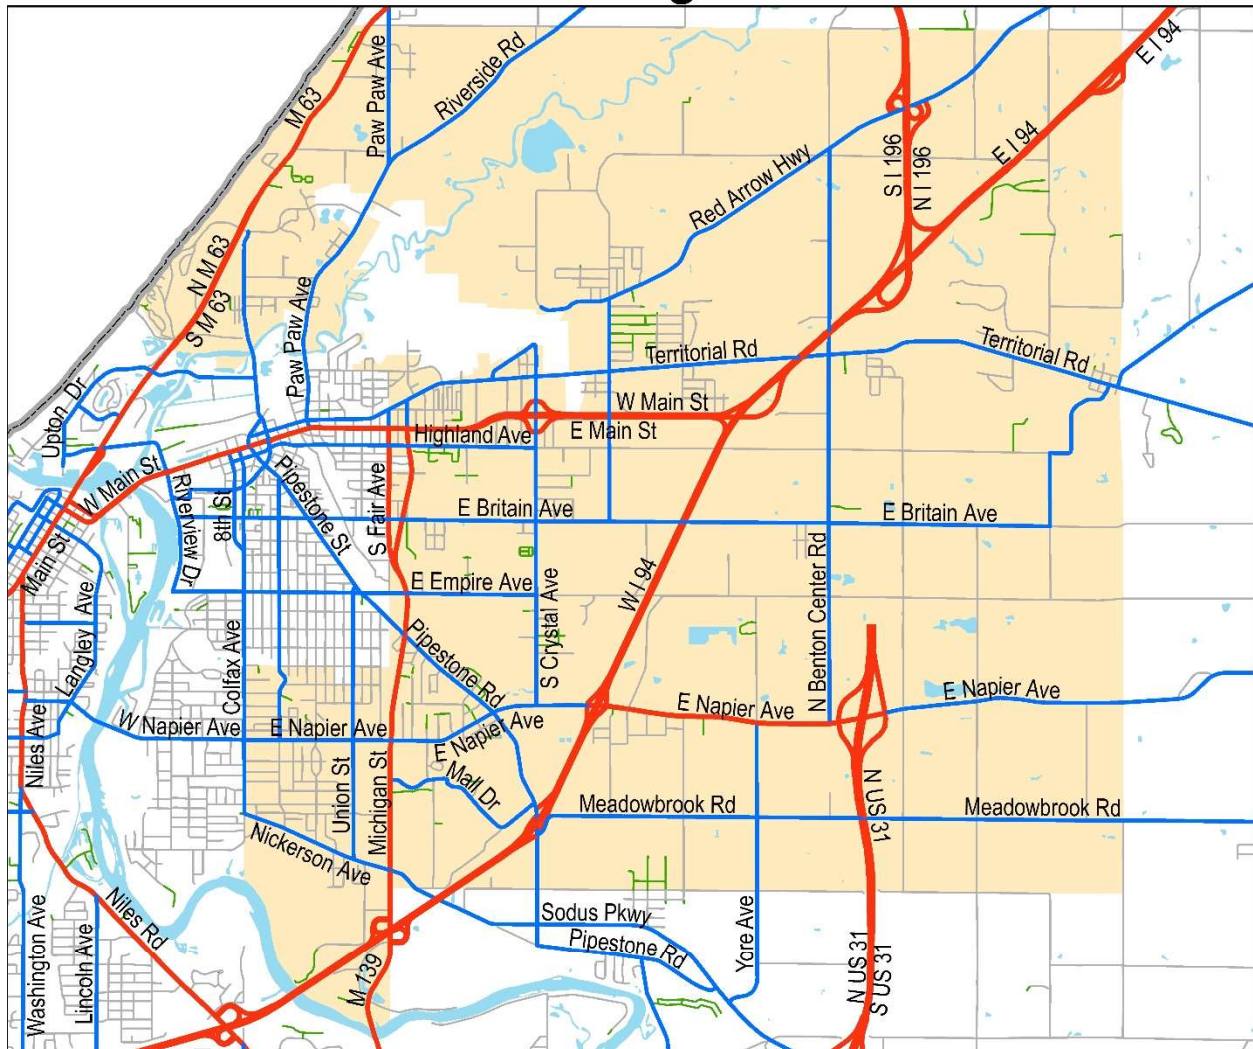 g
E I 94
M 63
Paw Paw Ave
Riverside Rd
S I 196
N I 196
E I 94
Red Arrow Hwy
N M 63
S M 63
Paw Paw Ave
Territorial Rd
Territorial Rd
Upton Dr
W Main St
E Main St
Highland Ave
W Main St
Riverview Dr
8th St
Pipestone St
S Fair Ave
E Britain Ave
E Britain Ave
Main St
Langley Ave
E Empire Ave
S Crystal Ave
W I 94
N Benton Center Rd
Colfax Ave
Pipestone Rd
E Napier Ave
E Napier Ave
Niles Ave
W Napier Ave
E Napier Ave
E Napier Ave
Mall Dr
Union St
Michigan St
Meadowbrook Rd
N US 31
Meadowbrook Rd
Nickerson Ave
Niles Rd
Washington Ave
Lincoln Ave
Sodus Pkwy
Pipestone Rd
Yore Ave
M 139
N US 31
S US 31